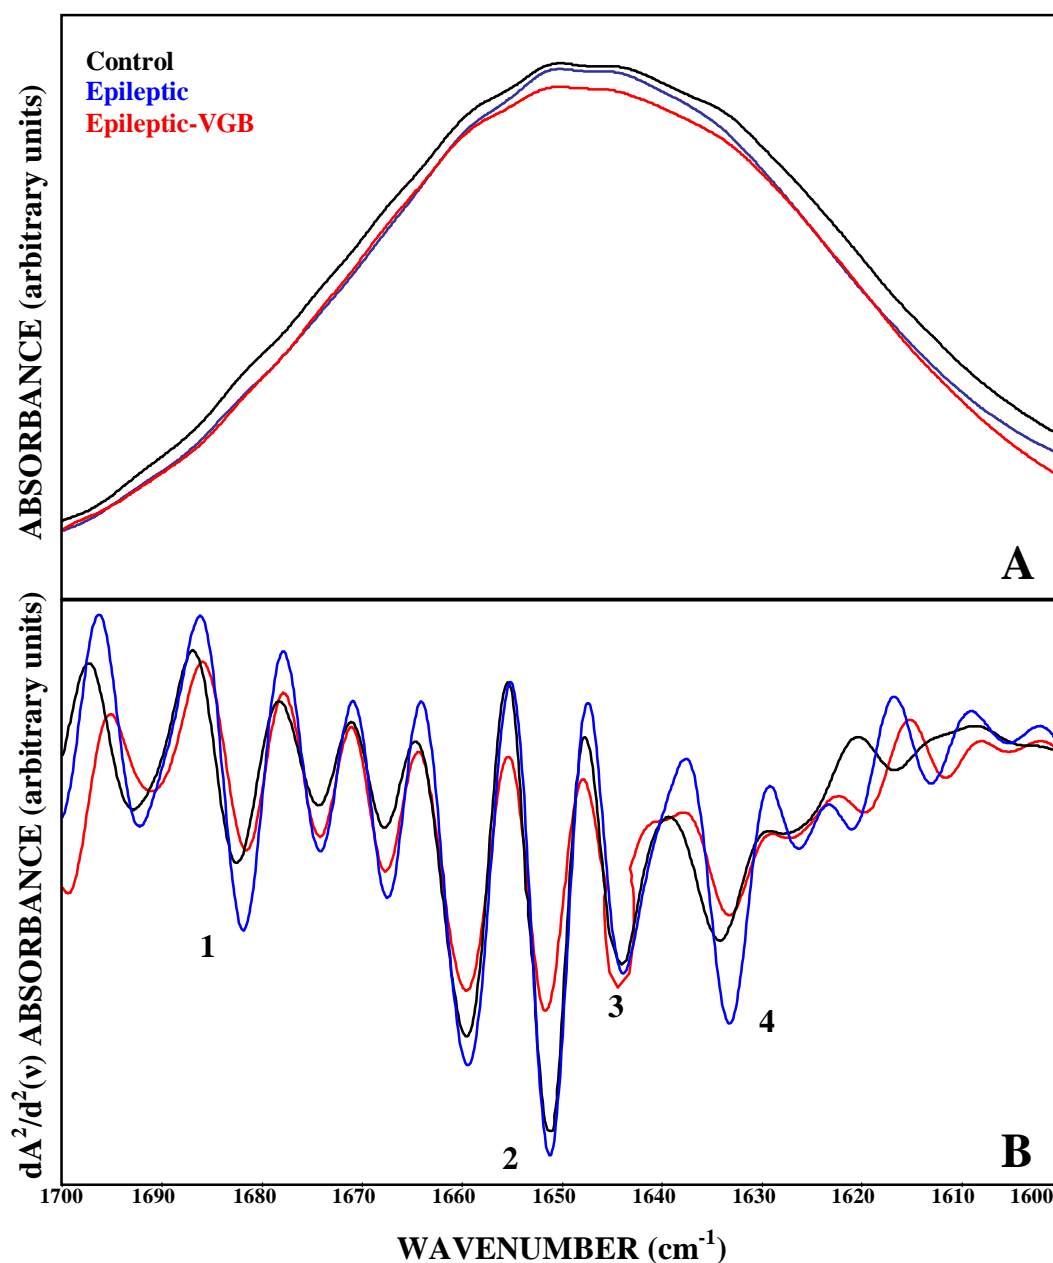 Control
Epileptic
Epileptic-VGB
ABSORBANCE (arbitrary units)
A
dA²/d²(ν) ABSORBANCE (arbitrary units)
1
2
3
4
B
1700 1690 1680 1670 1660 1650 1640 1630 1620 1610 1600
WAVENUMBER (cm⁻¹)